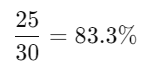 25/30 = 83.3%